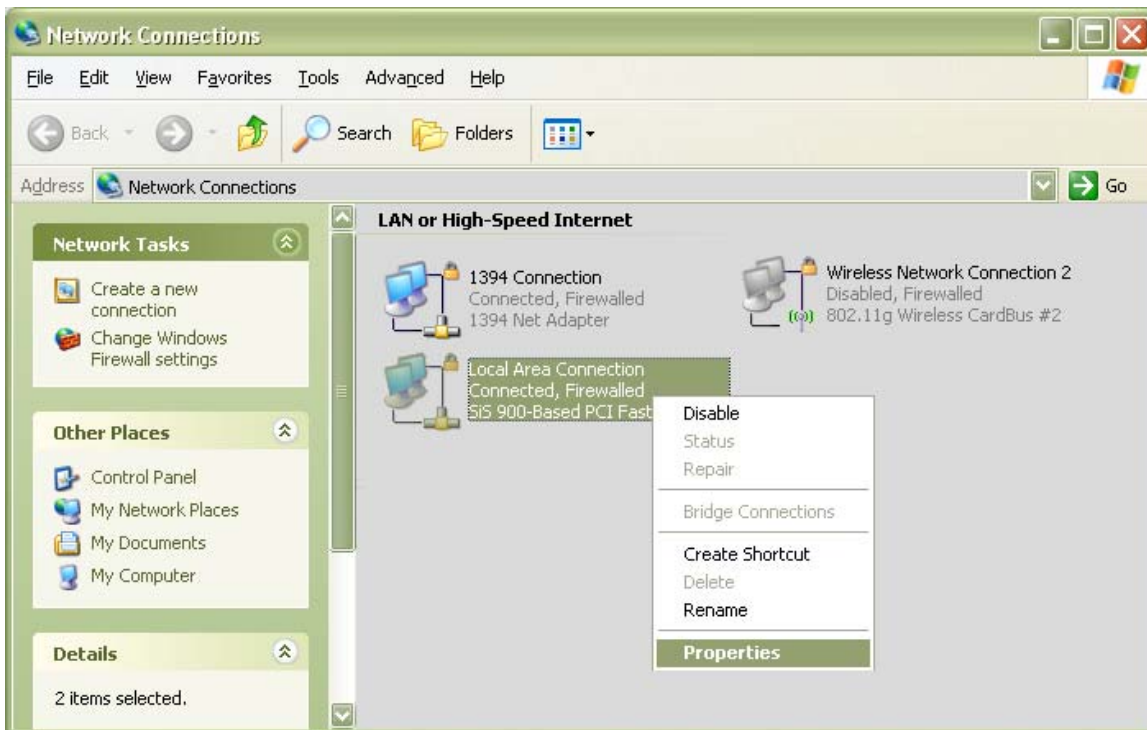 Network Connections
File Edit View Favorites Tools Advanced Help
Back Search Folders
Address Network Connections Go
Network Tasks
Create a new
connection
Change Windows
Firewall settings
Other Places
Control Panel
My Network Places
My Documents
My Computer
Details
2 items selected.
LAN or High-Speed Internet
1394 Connection
Connected, Firewalled
1394 Net Adapter
Wireless Network Connection 2
Disabled, Firewalled
802.11g Wireless CardBus #2
Local Area Connection
Connected, Firewalled
SiS 900-Based PCI Fast
Disable
Status
Repair
Bridge Connections
Create Shortcut
Delete
Rename
Properties